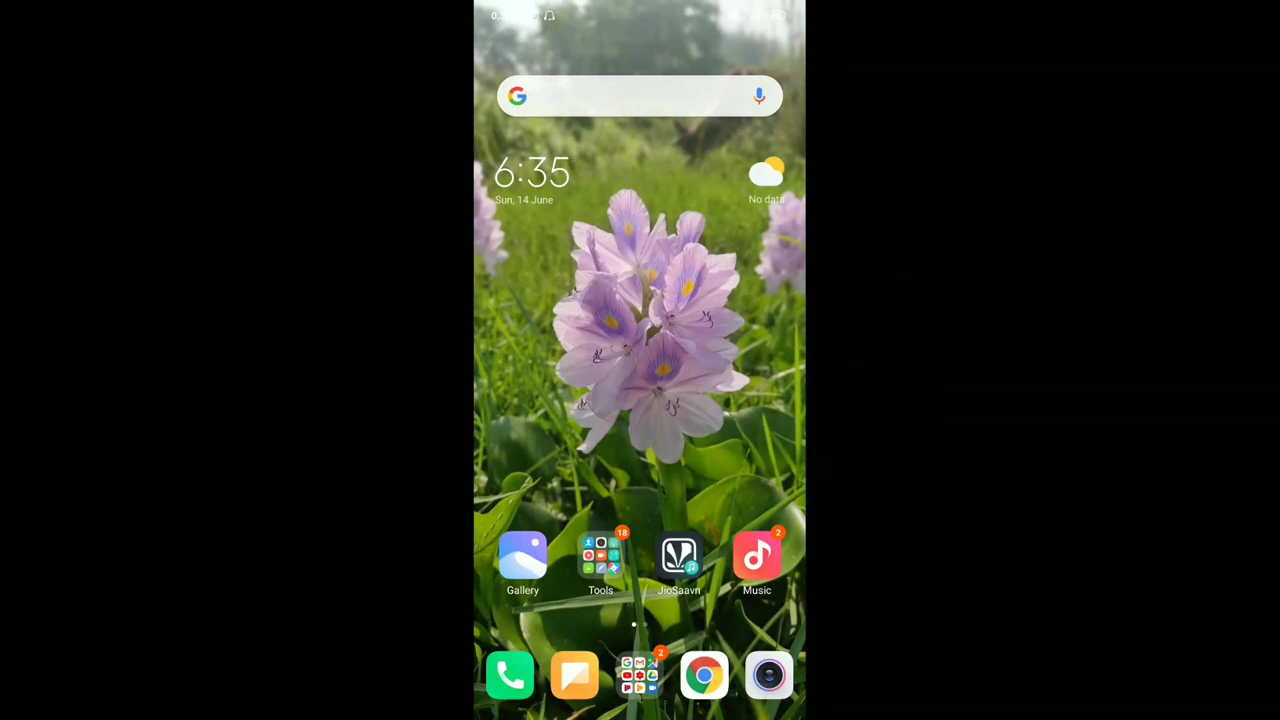 6:35
Sun, 14 June
No data
18
2
Gallery
Tools
JioSaavn
Music
2